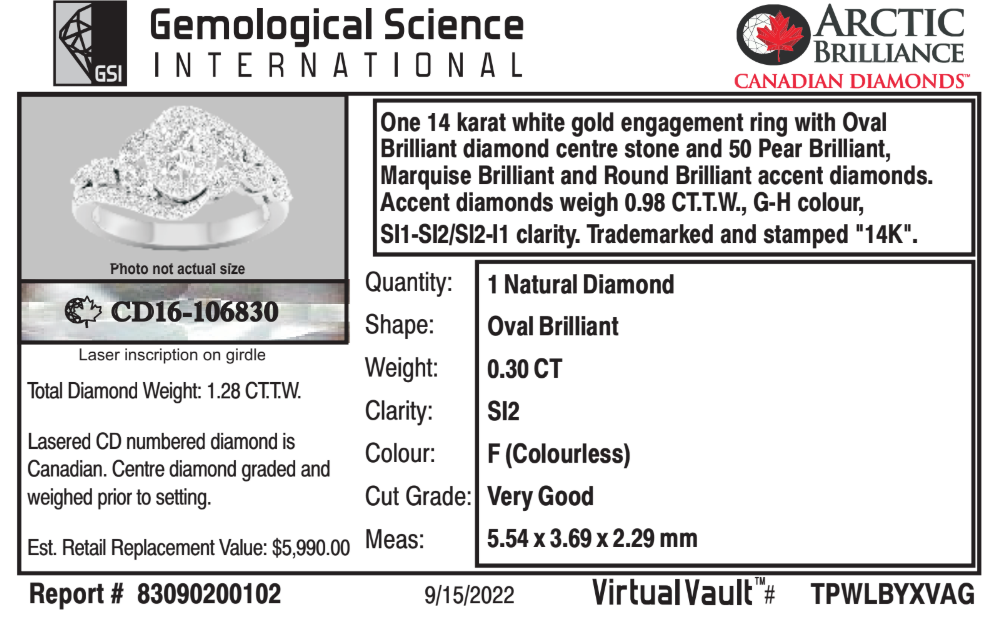 GSI
Gemological Science
INTERNATIONAL
ARCTIC
BRILLIANCE
CANADIAN DIAMONDS™
One 14 karat white gold engagement ring with Oval
Brilliant diamond centre stone and 50 Pear Brilliant,
Marquise Brilliant and Round Brilliant accent diamonds.
Accent diamonds weigh 0.98 CT.T.W., G-H colour,
SI1-SI2/SI2-I1 clarity. Trademarked and stamped "14K".
Photo not actual size
CD16-106830
Laser inscription on girdle
Total Diamond Weight: 1.28 CT.T.W.
Lasered CD numbered diamond is
Canadian. Centre diamond graded and
weighed prior to setting.
Est. Retail Replacement Value: $5,990.00
Quantity: 1 Natural Diamond
Shape: Oval Brilliant
Weight: 0.30 CT
Clarity: SI2
Colour: F (Colourless)
Cut Grade: Very Good
Meas: 5.54 x 3.69 x 2.29 mm
Report # 83090200102
9/15/2022
VirtualVault™# TPWLBYXVAG